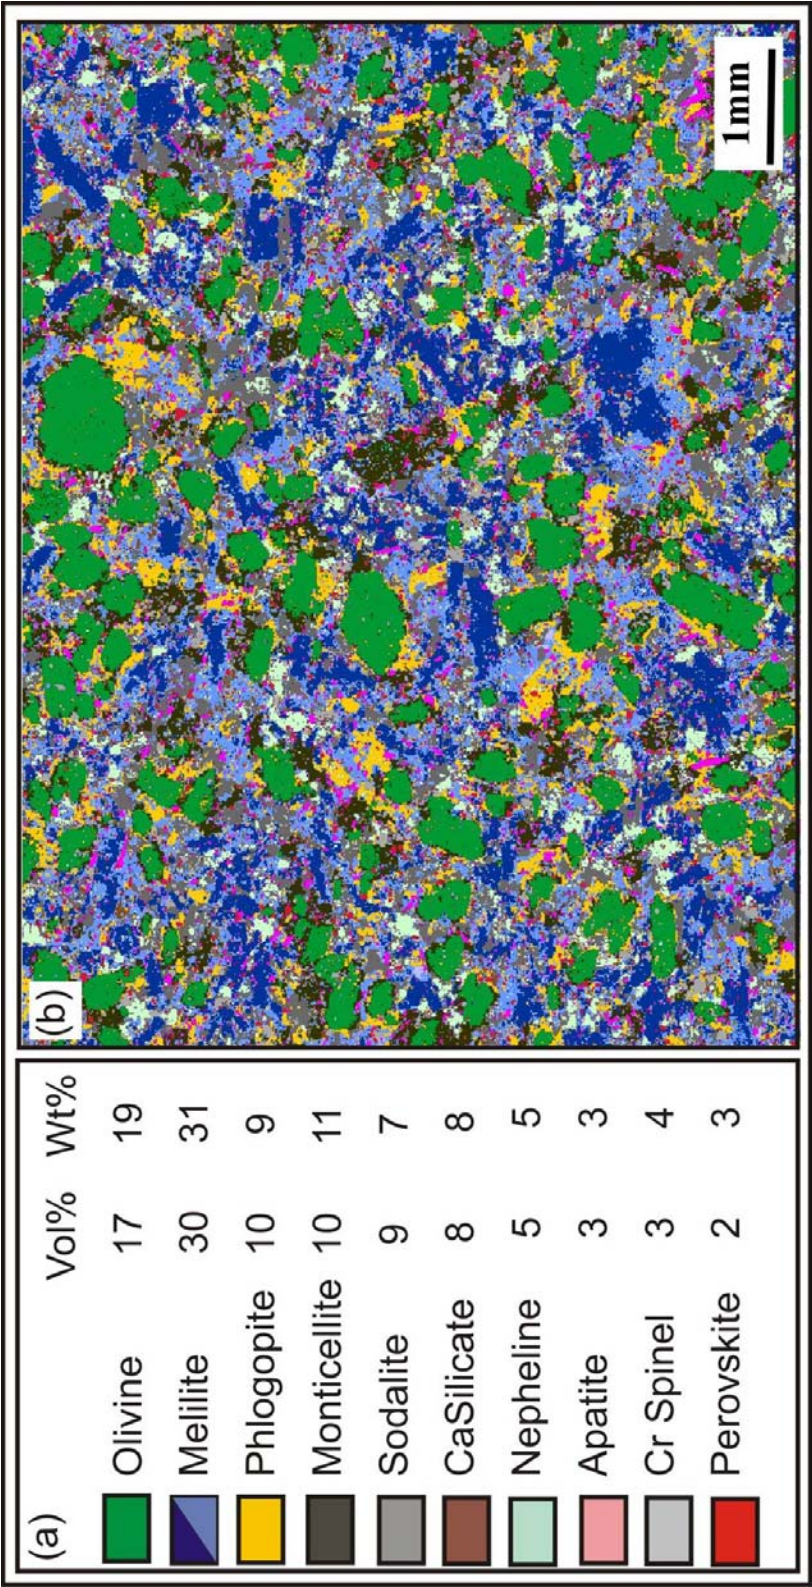 (a)
Vol% Wt%
Olivine 17 19
Melilite 30 31
Phlogopite 10 9
Monticellite 10 11
Sodalite 9 7
CaSilicate 8 8
Nepheline 5 5
Apatite 3 3
Cr Spinel 3 4
Perovskite 2 3
(b)
1mm